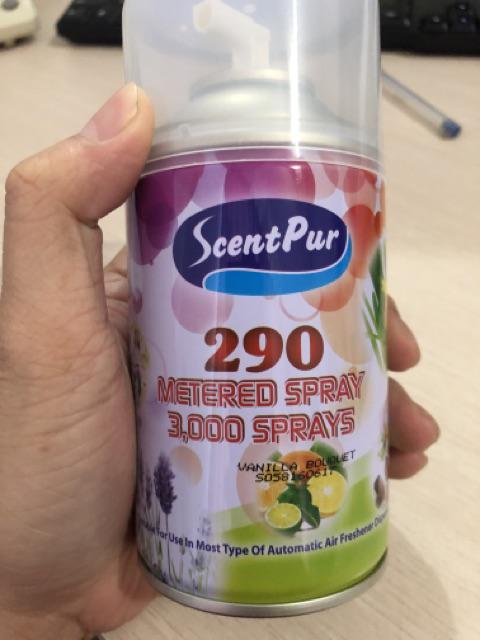 ScentPur
290
METERED SPRAY
3,000 SPRAYS
VANILLA BOUQUET
For Use In Most Type Of Automatic Air Freshener